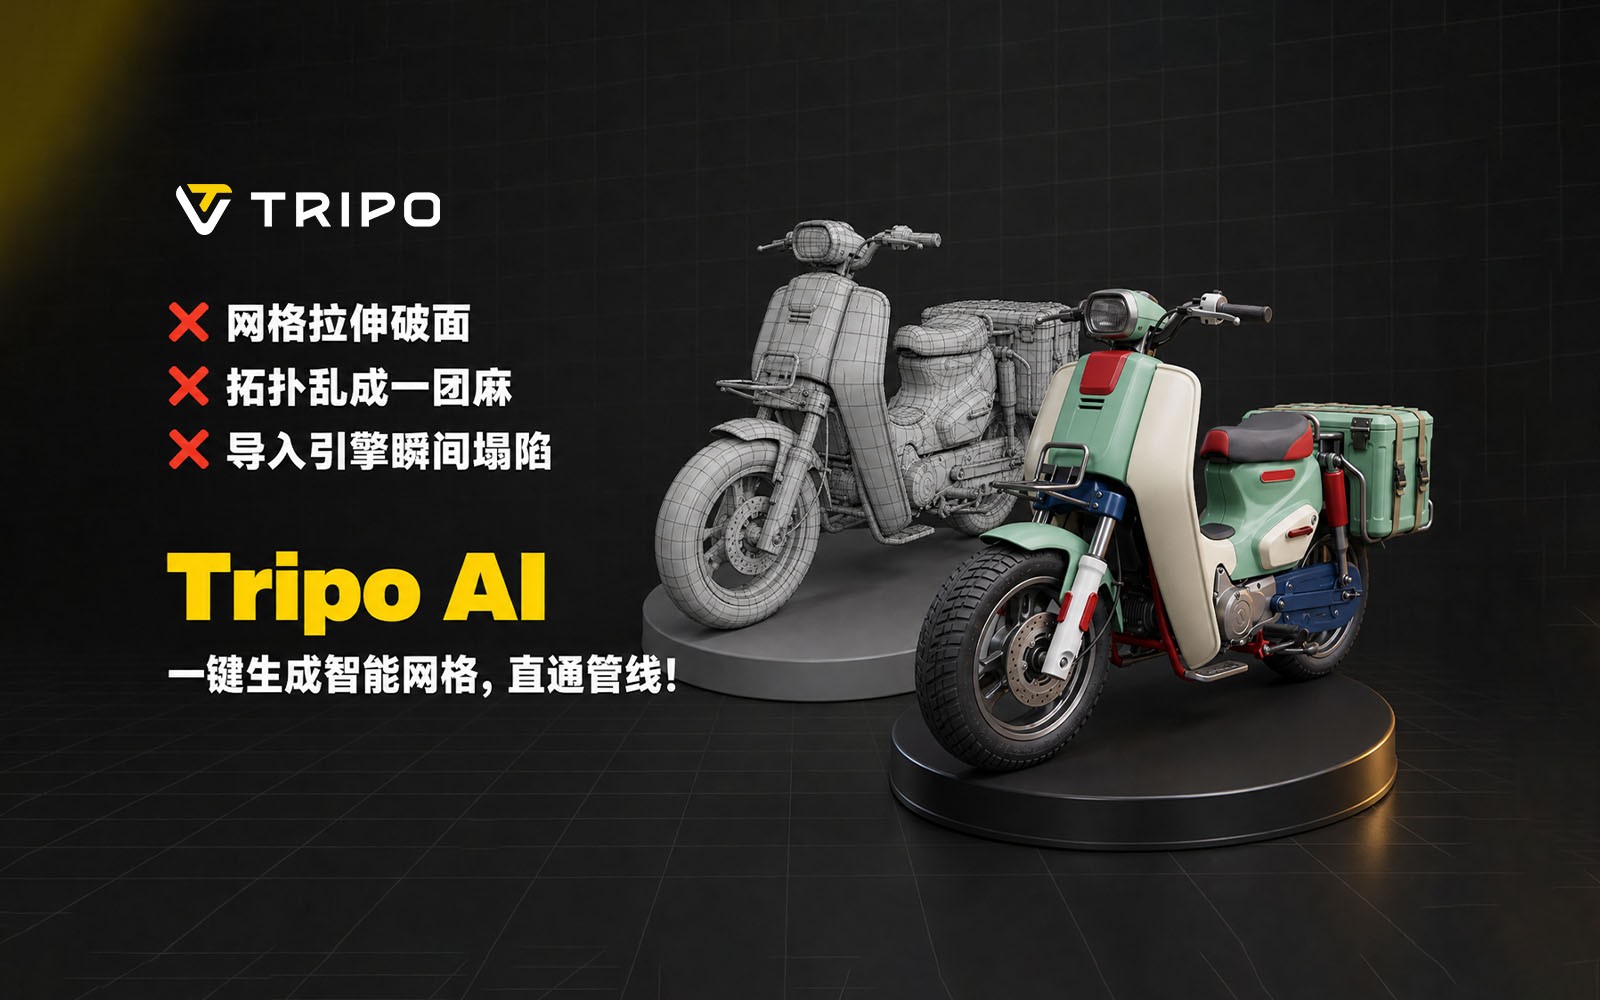 TRIPO
❌ 网格拉伸破面
❌ 拓扑乱成一团麻
❌ 导入引擎瞬间塌陷
Tripo AI
一键生成智能网格，直通管线！